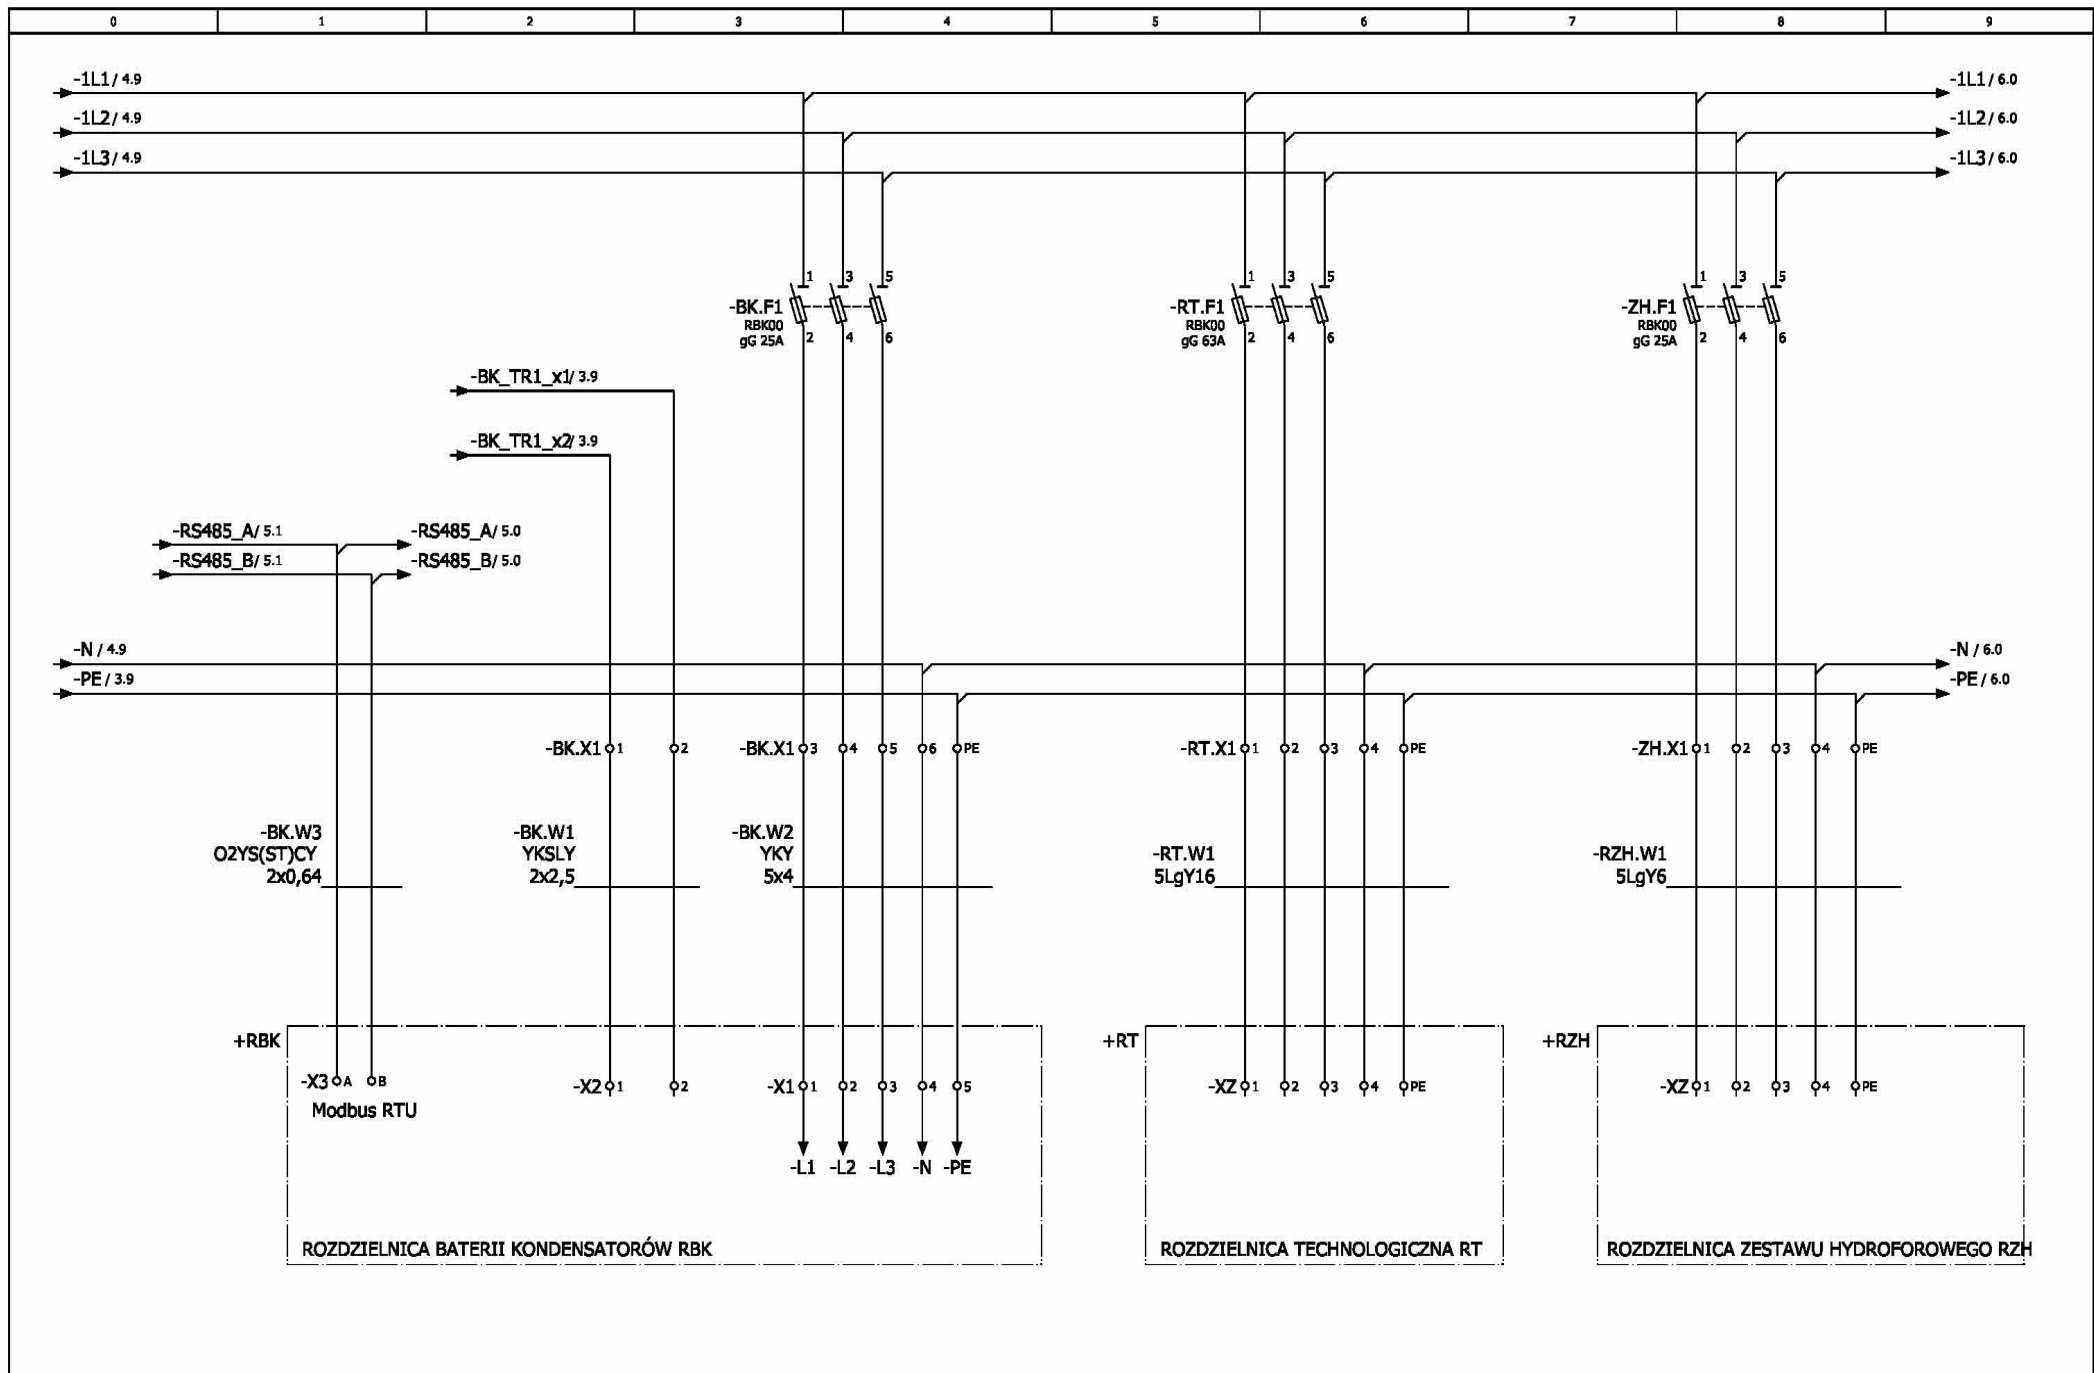 0 1 2 3 4 5 6 7 8 9
-1L1 / 4.9 -1L1 / 6.0
-1L2 / 4.9 -1L2 / 6.0
-1L3 / 4.9 -1L3 / 6.0
1 3 5 1 3 5 1 3 5
-BK.F1 -RT.F1 -ZH.F1
RBK00 RBK00 RBK00
gG 25A 2 4 6 gG 63A 2 4 6 gG 25A 2 4 6
-BK_TR1_x1/ 3.9
-BK_TR1_x2/ 3.9
-RS485_A/ 5.1 -RS485_A/ 5.0
-RS485_B/ 5.1 -RS485_B/ 5.0
-N / 4.9 -N / 6.0
-PE / 3.9 -PE / 6.0
-BK.X1 1 2 -BK.X1 3 4 5 6 PE -RT.X1 1 2 3 4 PE -ZH.X1 1 2 3 4 PE
-BK.W3 -BK.W1 -BK.W2
O2YS(ST)CY YKSLY YKY -RT.W1 -RZH.W1
2x0,64 2x2,5 5x4 5LgY16 5LgY6
+RBK +RT +RZH
-X3 A B -X2 1 2 -X1 1 2 3 4 5 -XZ 1 2 3 4 PE -XZ 1 2 3 4 PE
Modbus RTU
-L1 -L2 -L3 -N -PE
ROZDZIELNICA BATERII KONDENSATORÓW RBK ROZDZIELNICA TECHNOLOGICZNA RT ROZDZIELNICA ZESTAWU HYDROFOROWEGO RZH